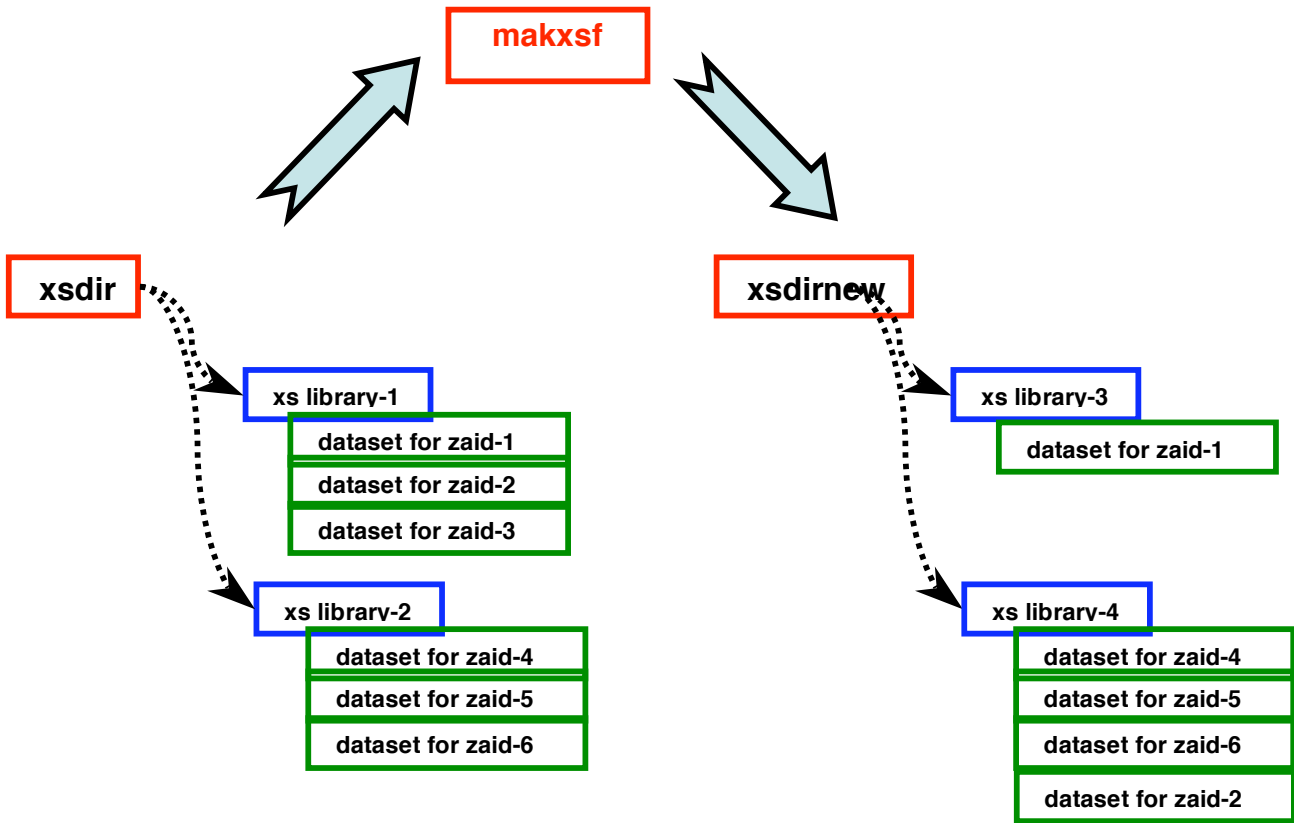 makxsf
xsdir
xs library-1
dataset for zaid-1
dataset for zaid-2
dataset for zaid-3
xs library-2
dataset for zaid-4
dataset for zaid-5
dataset for zaid-6
xsdirnew
xs library-3
dataset for zaid-1
xs library-4
dataset for zaid-4
dataset for zaid-5
dataset for zaid-6
dataset for zaid-2